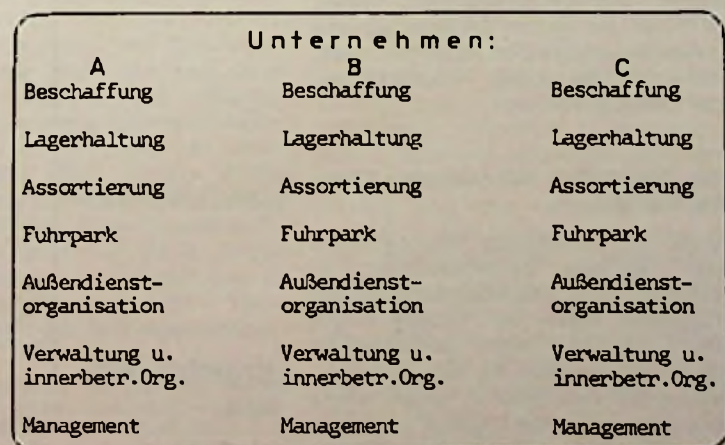 Unternehmen:
A B C
Beschaffung Beschaffung Beschaffung
Lagerhaltung Lagerhaltung Lagerhaltung
Assortierung Assortierung Assortierung
Fuhrpark Fuhrpark Fuhrpark
Außendienst- Außendienst- Außendienst-
organisation organisation organisation
Verwaltung u. Verwaltung u. Verwaltung u.
innerbetr.Org. innerbetr.Org. innerbetr.Org.
Management Management Management